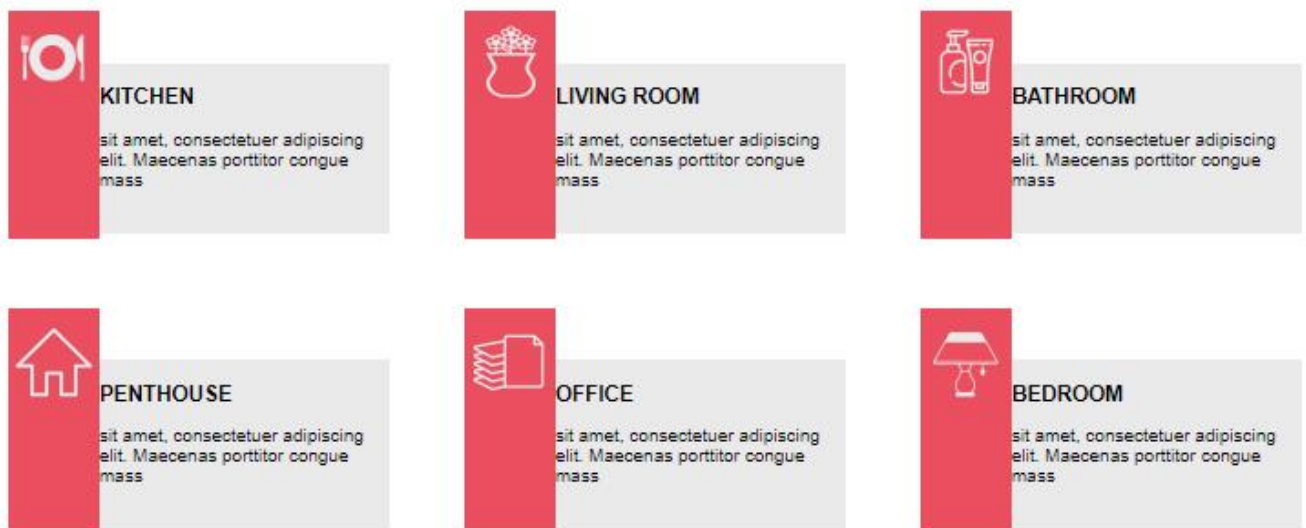 KITCHEN
sit amet, consectetuer adipiscing
elit. Maecenas porttitor congue
mass
LIVING ROOM
sit amet, consectetuer adipiscing
elit. Maecenas porttitor congue
mass
BATHROOM
sit amet, consectetuer adipiscing
elit. Maecenas porttitor congue
mass
PENTHOUSE
sit amet, consectetuer adipiscing
elit. Maecenas porttitor congue
mass
OFFICE
sit amet, consectetuer adipiscing
elit. Maecenas porttitor congue
mass
BEDROOM
sit amet, consectetuer adipiscing
elit. Maecenas porttitor congue
mass